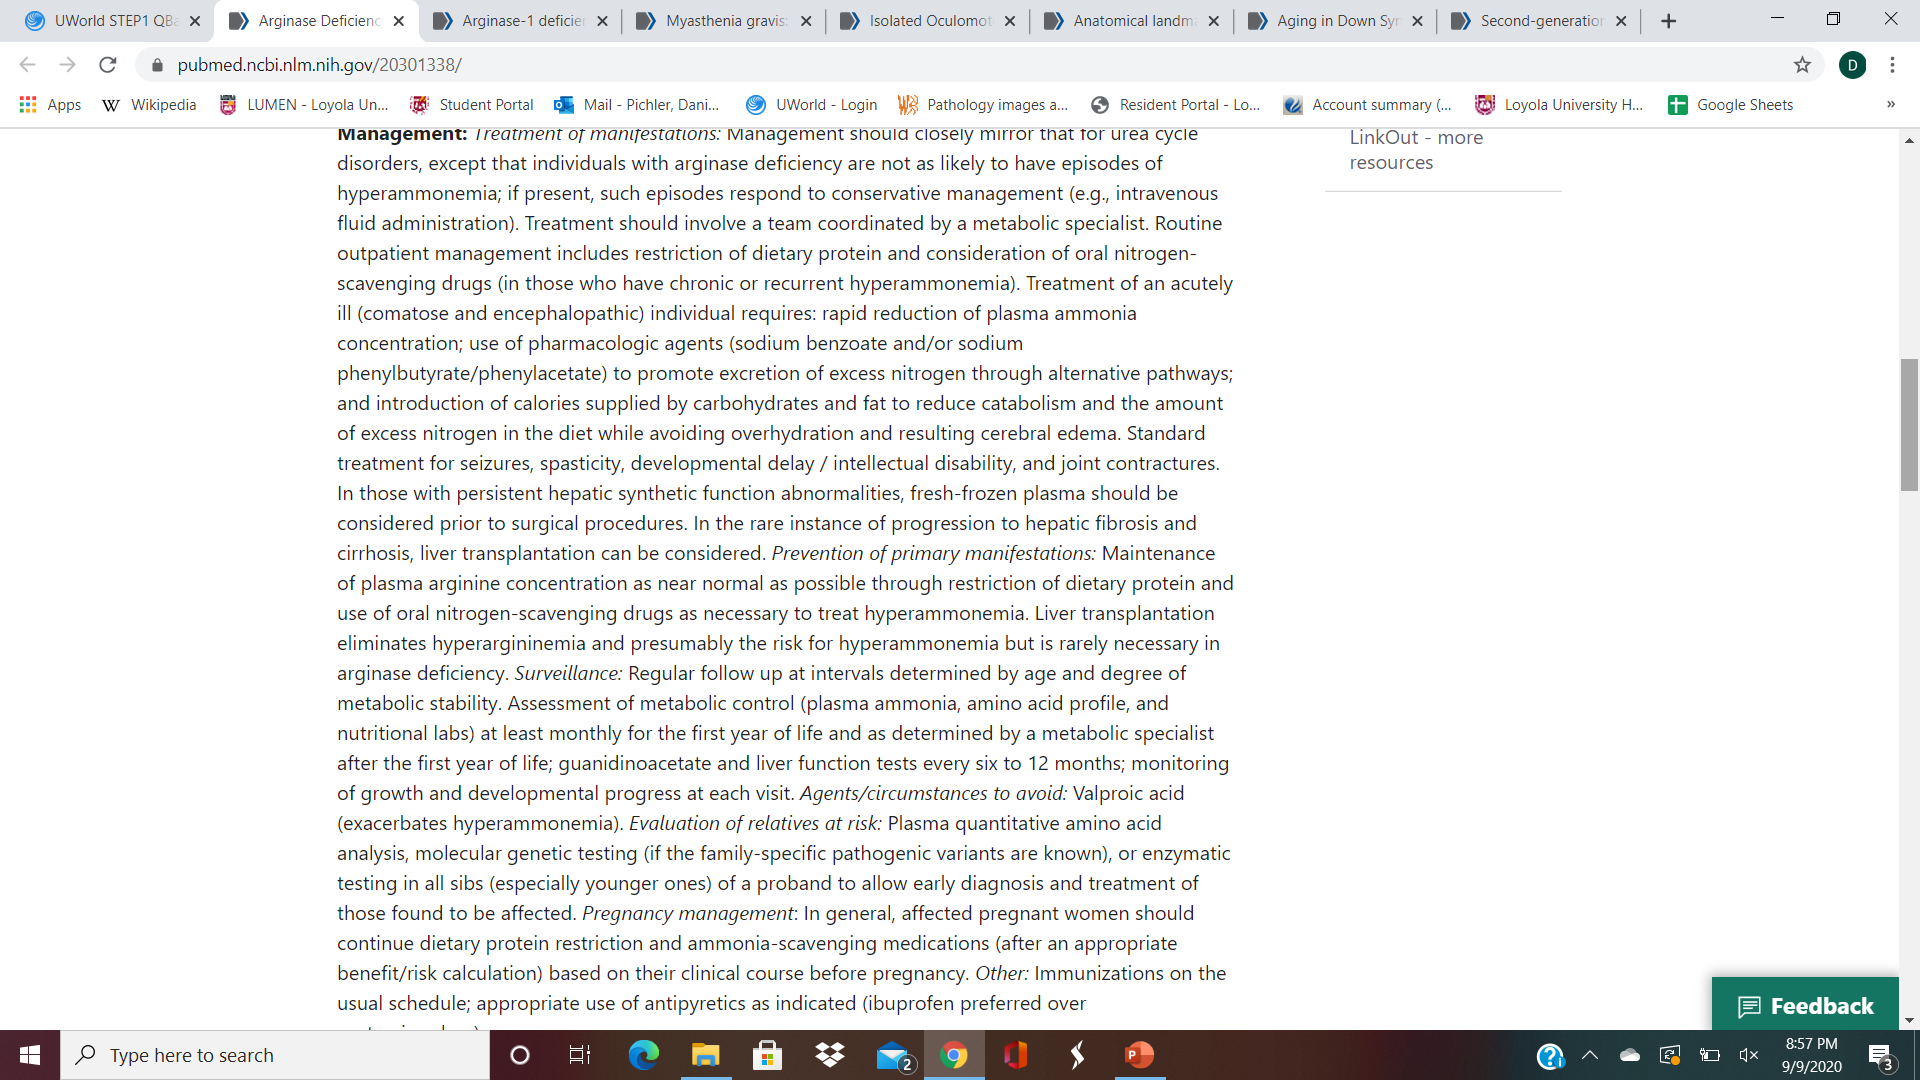 UWorld STEP1 QBa
Arginase Deficienc
Arginase-1 deficier
Myasthenia gravis:
Isolated Oculomot
Anatomical landma
Aging in Down Syr
Second-generation
pubmed.ncbi.nlm.nih.gov/20301338/
D
Apps
Wikipedia
LUMEN - Loyola Un...
Student Portal
Mail - Pichler, Dani...
UWorld - Login
Pathology images a...
Resident Portal - Lo...
Account summary (...
Loyola University H...
Google Sheets
»
Management: Treatment of manifestations: Management should closely mirror that for urea cycle
disorders, except that individuals with arginase deficiency are not as likely to have episodes of
hyperammonemia; if present, such episodes respond to conservative management (e.g., intravenous
fluid administration). Treatment should involve a team coordinated by a metabolic specialist. Routine
outpatient management includes restriction of dietary protein and consideration of oral nitrogen-
scavenging drugs (in those who have chronic or recurrent hyperammonemia). Treatment of an acutely
ill (comatose and encephalopathic) individual requires: rapid reduction of plasma ammonia
concentration; use of pharmacologic agents (sodium benzoate and/or sodium
phenylbutyrate/phenylacetate) to promote excretion of excess nitrogen through alternative pathways;
and introduction of calories supplied by carbohydrates and fat to reduce catabolism and the amount
of excess nitrogen in the diet while avoiding overhydration and resulting cerebral edema. Standard
treatment for seizures, spasticity, developmental delay / intellectual disability, and joint contractures.
In those with persistent hepatic synthetic function abnormalities, fresh-frozen plasma should be
considered prior to surgical procedures. In the rare instance of progression to hepatic fibrosis and
cirrhosis, liver transplantation can be considered. Prevention of primary manifestations: Maintenance
of plasma arginine concentration as near normal as possible through restriction of dietary protein and
use of oral nitrogen-scavenging drugs as necessary to treat hyperammonemia. Liver transplantation
eliminates hyperargininemia and presumably the risk for hyperammonemia but is rarely necessary in
arginase deficiency. Surveillance: Regular follow up at intervals determined by age and degree of
metabolic stability. Assessment of metabolic control (plasma ammonia, amino acid profile, and
nutritional labs) at least monthly for the first year of life and as determined by a metabolic specialist
after the first year of life; guanidinoacetate and liver function tests every six to 12 months; monitoring
of growth and developmental progress at each visit. Agents/circumstances to avoid: Valproic acid
(exacerbates hyperammonemia). Evaluation of relatives at risk: Plasma quantitative amino acid
analysis, molecular genetic testing (if the family-specific pathogenic variants are known), or enzymatic
testing in all sibs (especially younger ones) of a proband to allow early diagnosis and treatment of
those found to be affected. Pregnancy management: In general, affected pregnant women should
continue dietary protein restriction and ammonia-scavenging medications (after an appropriate
benefit/risk calculation) based on their clinical course before pregnancy. Other: Immunizations on the
usual schedule; appropriate use of antipyretics as indicated (ibuprofen preferred over
LinkOut - more
resources
Feedback
Type here to search
2
8:57 PM
9/9/2020
3